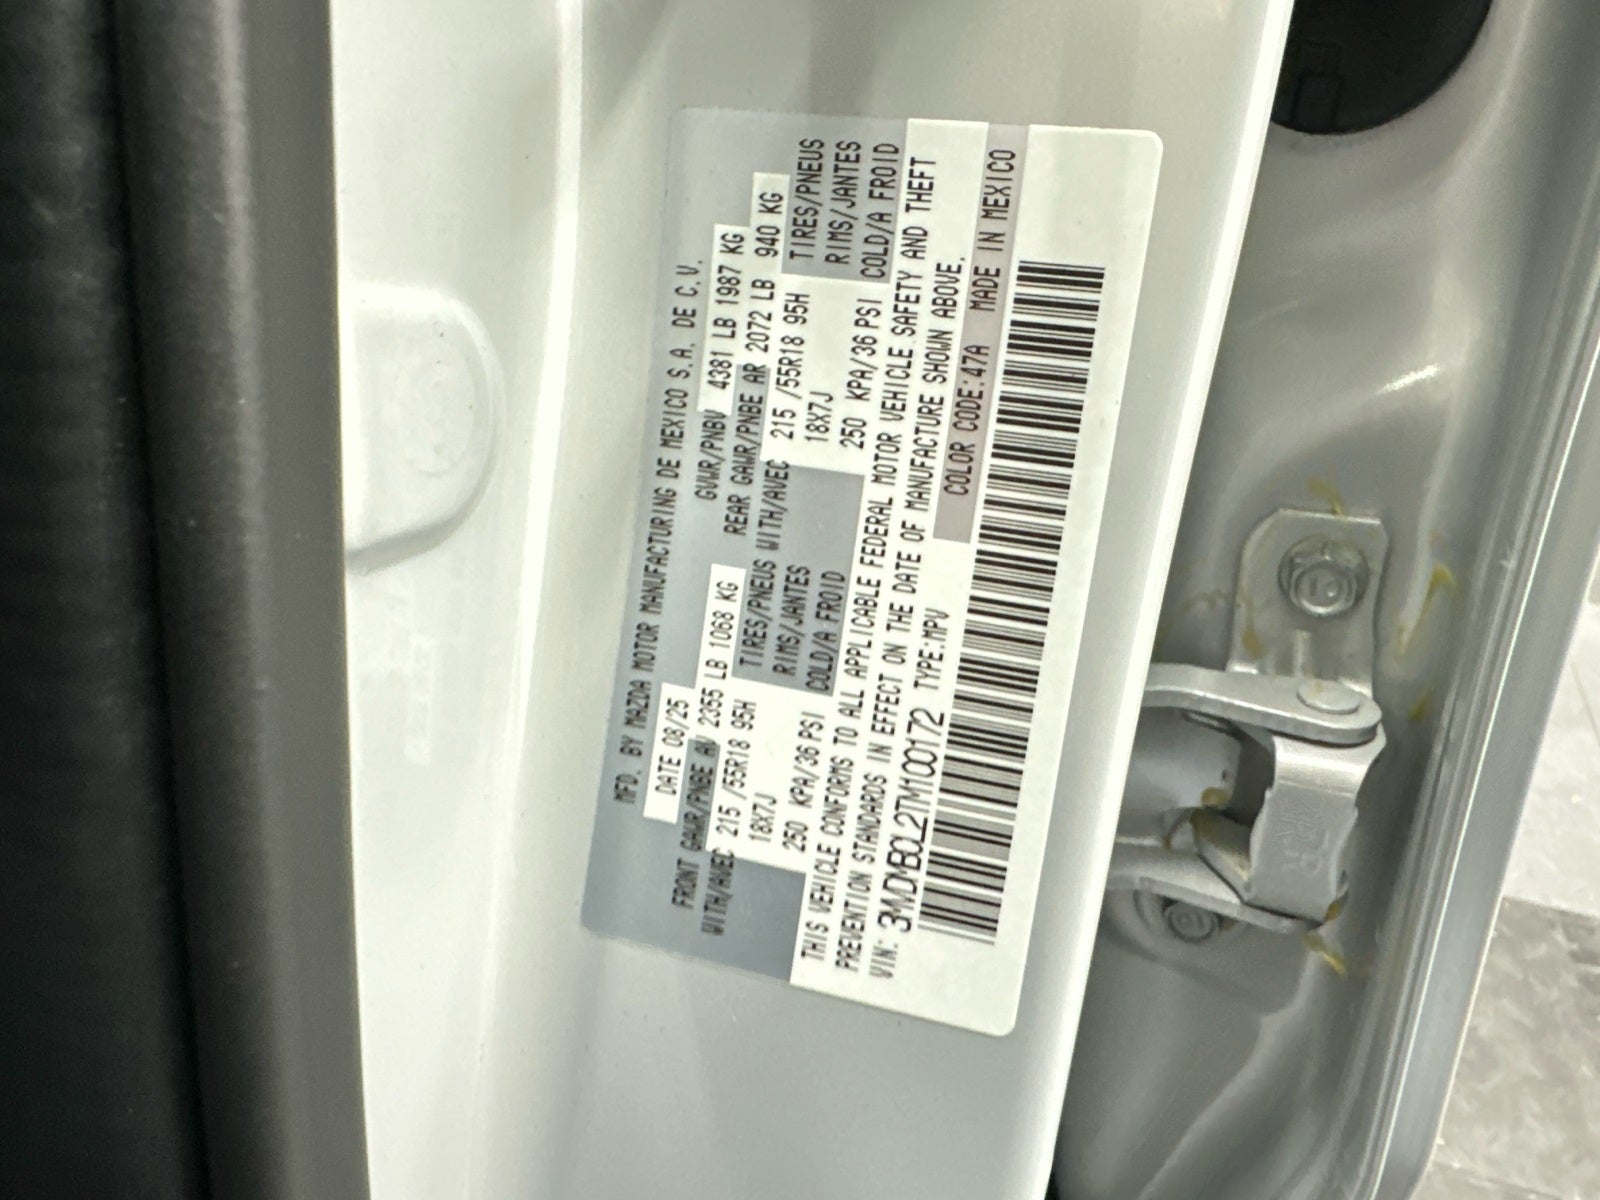 MFD. BY MAZDA MOTOR MANUFACTURING DE MEXICO S.A. DE C.V.
DATE 08/25 GVWR/PNBV 4381 LB 1987 KG
FRONT GAWR/PNBE AV 2355 LB 1068 KG REAR GAWR/PNBE AR 2072 LB 940 KG
WITH/AVEC 215 /55R18 95H TIRES/PNEUS WITH/AVEC 215 /55R18 95H TIRES/PNEUS
18X7J RIMS/JANTES 18X7J RIMS/JANTES
250 KPA/36 PSI COLD/A FROID 250 KPA/36 PSI COLD/A FROID
THIS VEHICLE CONFORMS TO ALL APPLICABLE FEDERAL MOTOR VEHICLE SAFETY AND THEFT
PREVENTION STANDARDS IN EFFECT ON THE DATE OF MANUFACTURE SHOWN ABOVE.
VIN: 3MVDMBCL2TM100172 TYPE:MPV COLOR CODE:47A MADE IN MEXICO